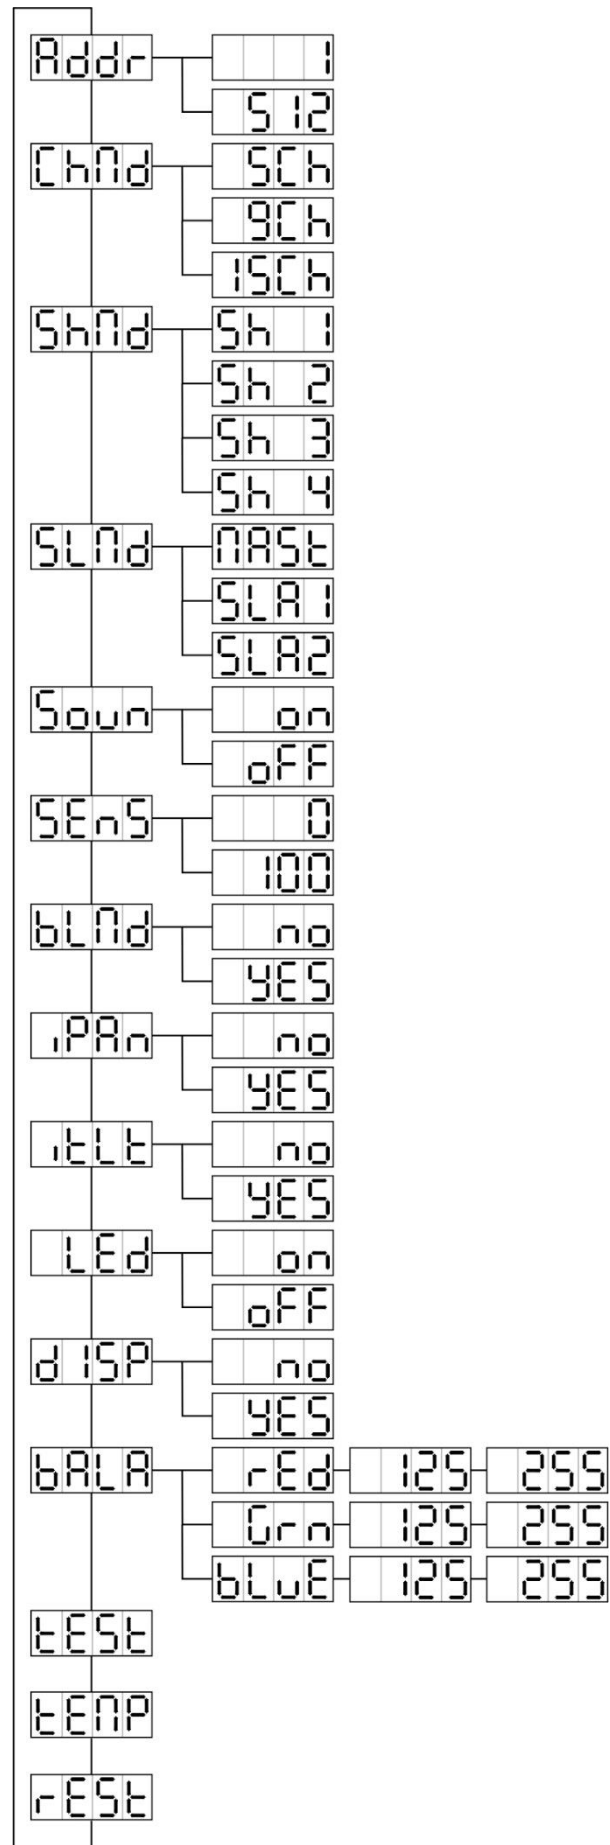 Addr 1
512
ChMd 5Ch
9Ch
15Ch
ShMd Sh 1
Sh 2
Sh 3
Sh 4
SLMd MASt
SLA1
SLA2
Soun on
oFF
SEnS 0
100
bLMd no
YES
iPAn no
YES
itLt no
YES
LEd on
oFF
dISP no
YES
bALA rEd 125 255
Grn 125 255
bLuE 125 255
tESt
tEMP
rESt